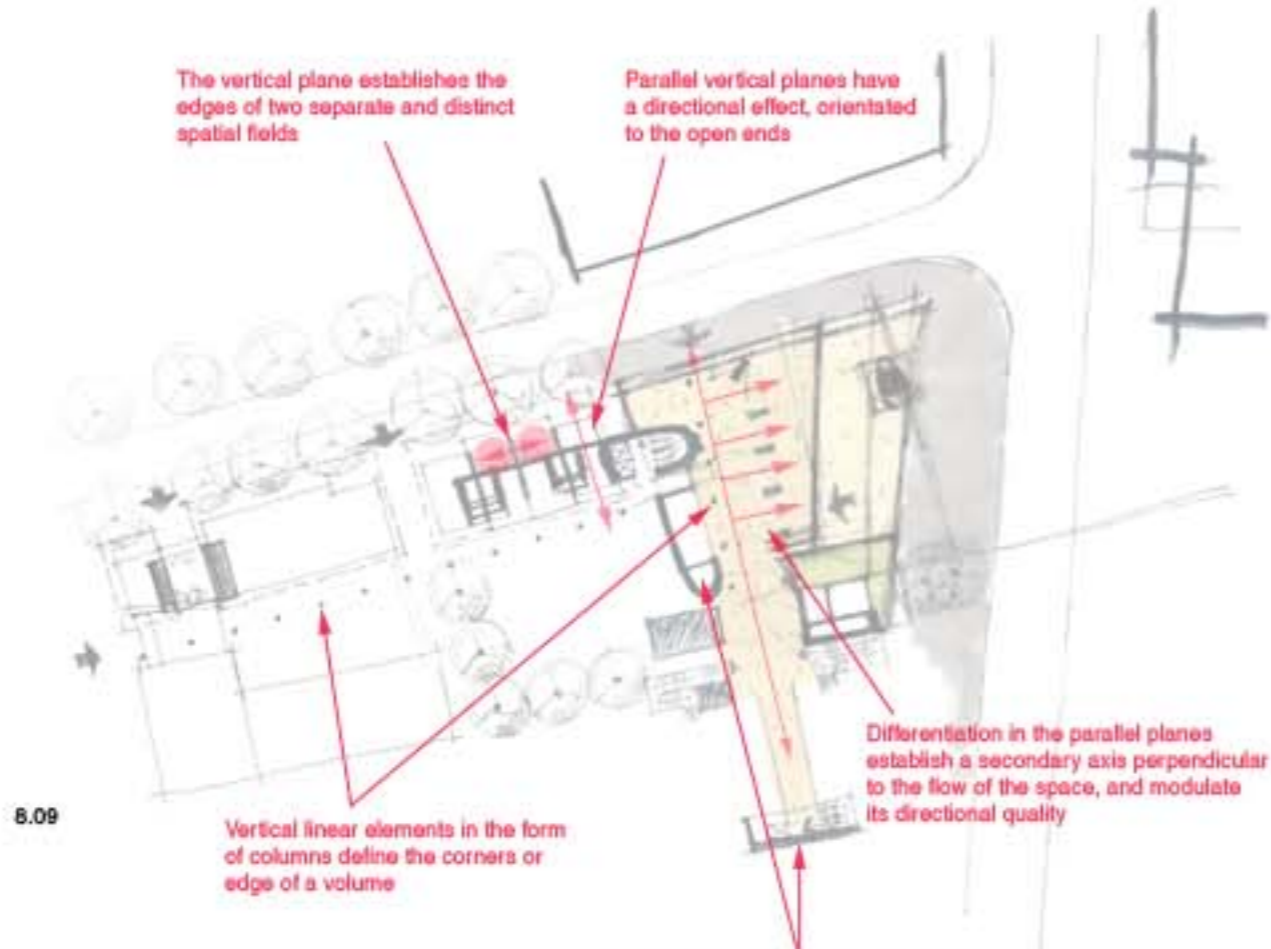 The vertical plane establishes the
edges of two separate and distinct
spatial fields
Parallel vertical planes have
a directional effect, orientated
to the open ends
Differentiation in the parallel planes
establish a secondary axis perpendicular
to the flow of the space, and modulate
its directional quality
8.09
Vertical linear elements in the form
of columns define the corners or
edge of a volume